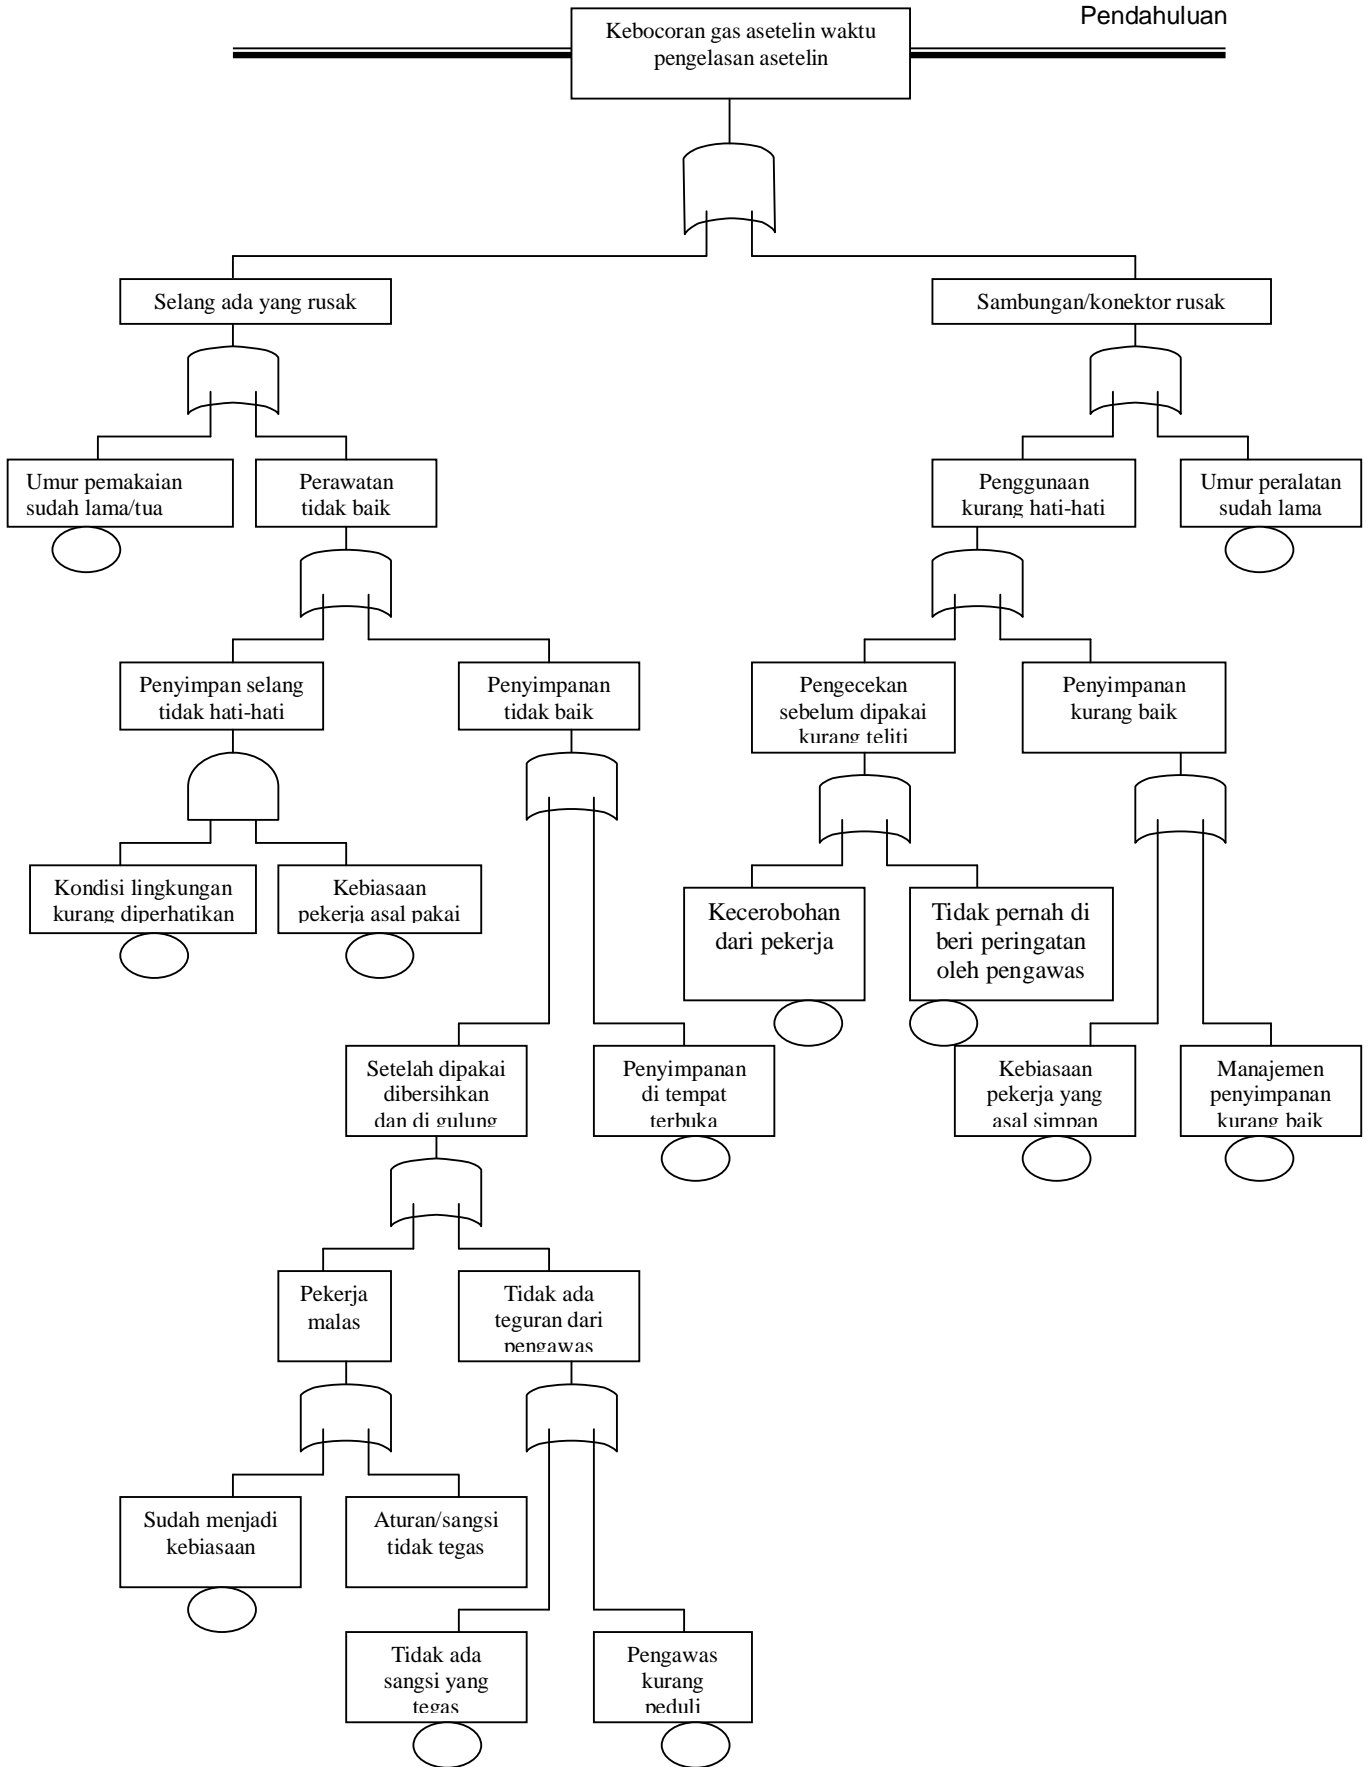 Pendahuluan
Kebocoran gas asetelin waktu
pengelasan asetelin
Selang ada yang rusak
Sambungan/konektor rusak
Umur pemakaian
sudah lama/tua
Perawatan
tidak baik
Penggunaan
kurang hati-hati
Umur peralatan
sudah lama
Penyimpan selang
tidak hati-hati
Penyimpanan
tidak baik
Pengecekan
sebelum dipakai
kurang teliti
Penyimpanan
kurang baik
Kondisi lingkungan
kurang diperhatikan
Kebiasaan
pekerja asal pakai
Kecerobohan
dari pekerja
Tidak pernah di
beri peringatan
oleh pengawas
Setelah dipakai
dibersihkan
dan di gulung
Penyimpanan
di tempat
terbuka
Kebiasaan
pekerja yang
asal simpan
Manajemen
penyimpanan
kurang baik
Pekerja
malas
Tidak ada
teguran dari
pengawas
Sudah menjadi
kebiasaan
Aturan/sangsi
tidak tegas
Tidak ada
sangsi yang
tegas
Pengawas
kurang
peduli